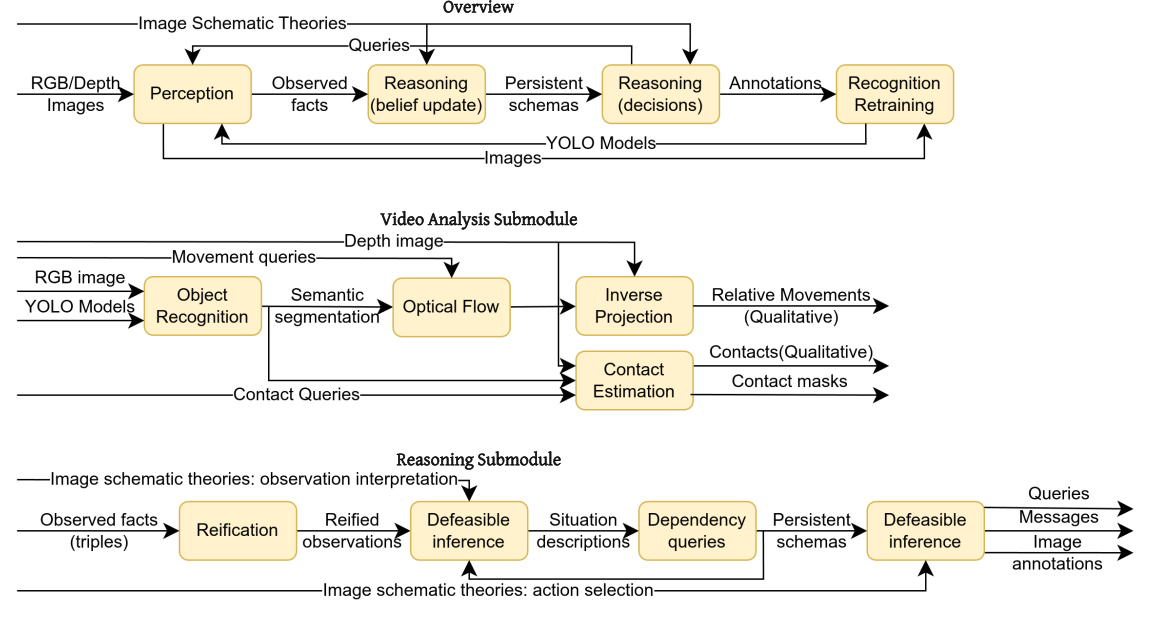 Overview
Image Schematic Theories
Queries
RGB/Depth
Images
Perception
Observed
facts
Reasoning
(belief update)
Persistent
schemas
Reasoning
(decisions)
Annotations
Recognition
Retraining
YOLO Models
Images
Video Analysis Submodule
Depth image
Movement queries
RGB image
YOLO Models
Object
Recognition
Semantic
segmentation
Optical Flow
Inverse
Projection
Relative Movements
(Qualitative)
Contact
Estimation
Contacts(Qualitative)
Contact masks
Contact Queries
Reasoning Submodule
Image schematic theories: observation interpretation
Observed facts
(triples)
Reification
Reified
observations
Defeasible
inference
Situation
descriptions
Dependency
queries
Persistent
schemas
Defeasible
inference
Queries
Messages
Image
annotations
Image schematic theories: action selection